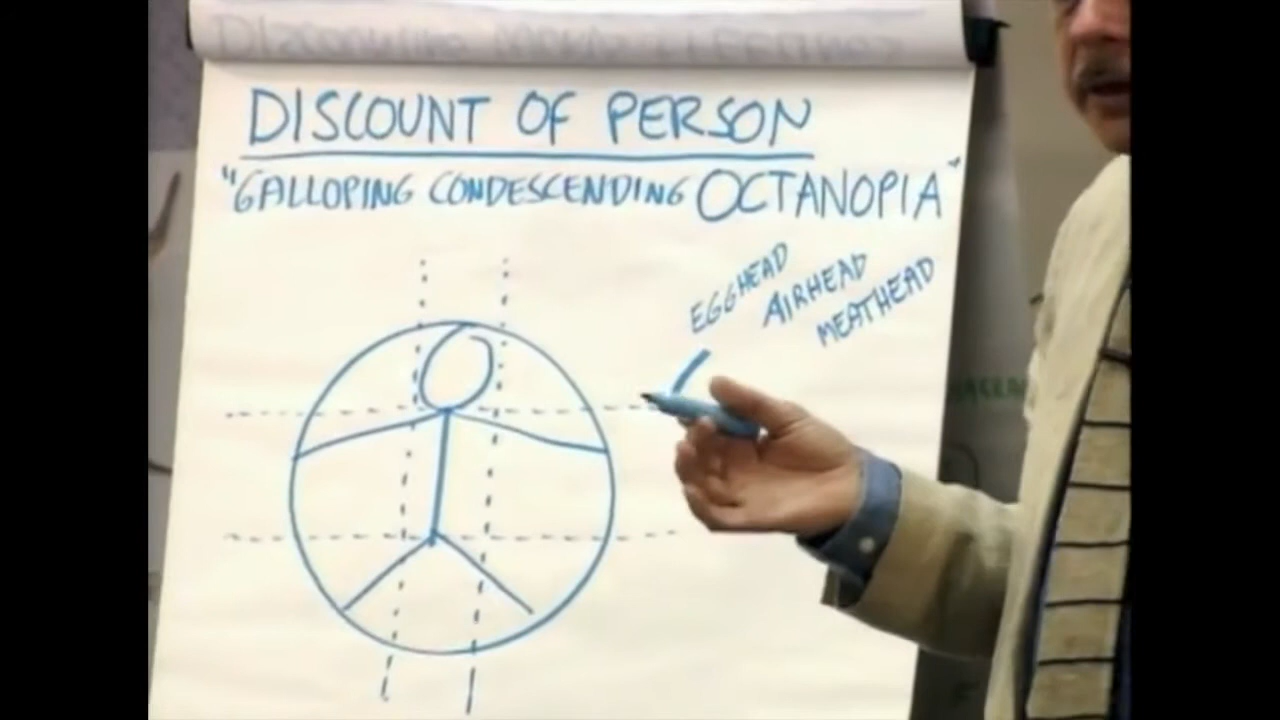 DISCOUNT OF PERSON
"GALLOPING CONDESCENDING OCTANOPIA"
EGGHEAD
AIRHEAD
MEATHEAD